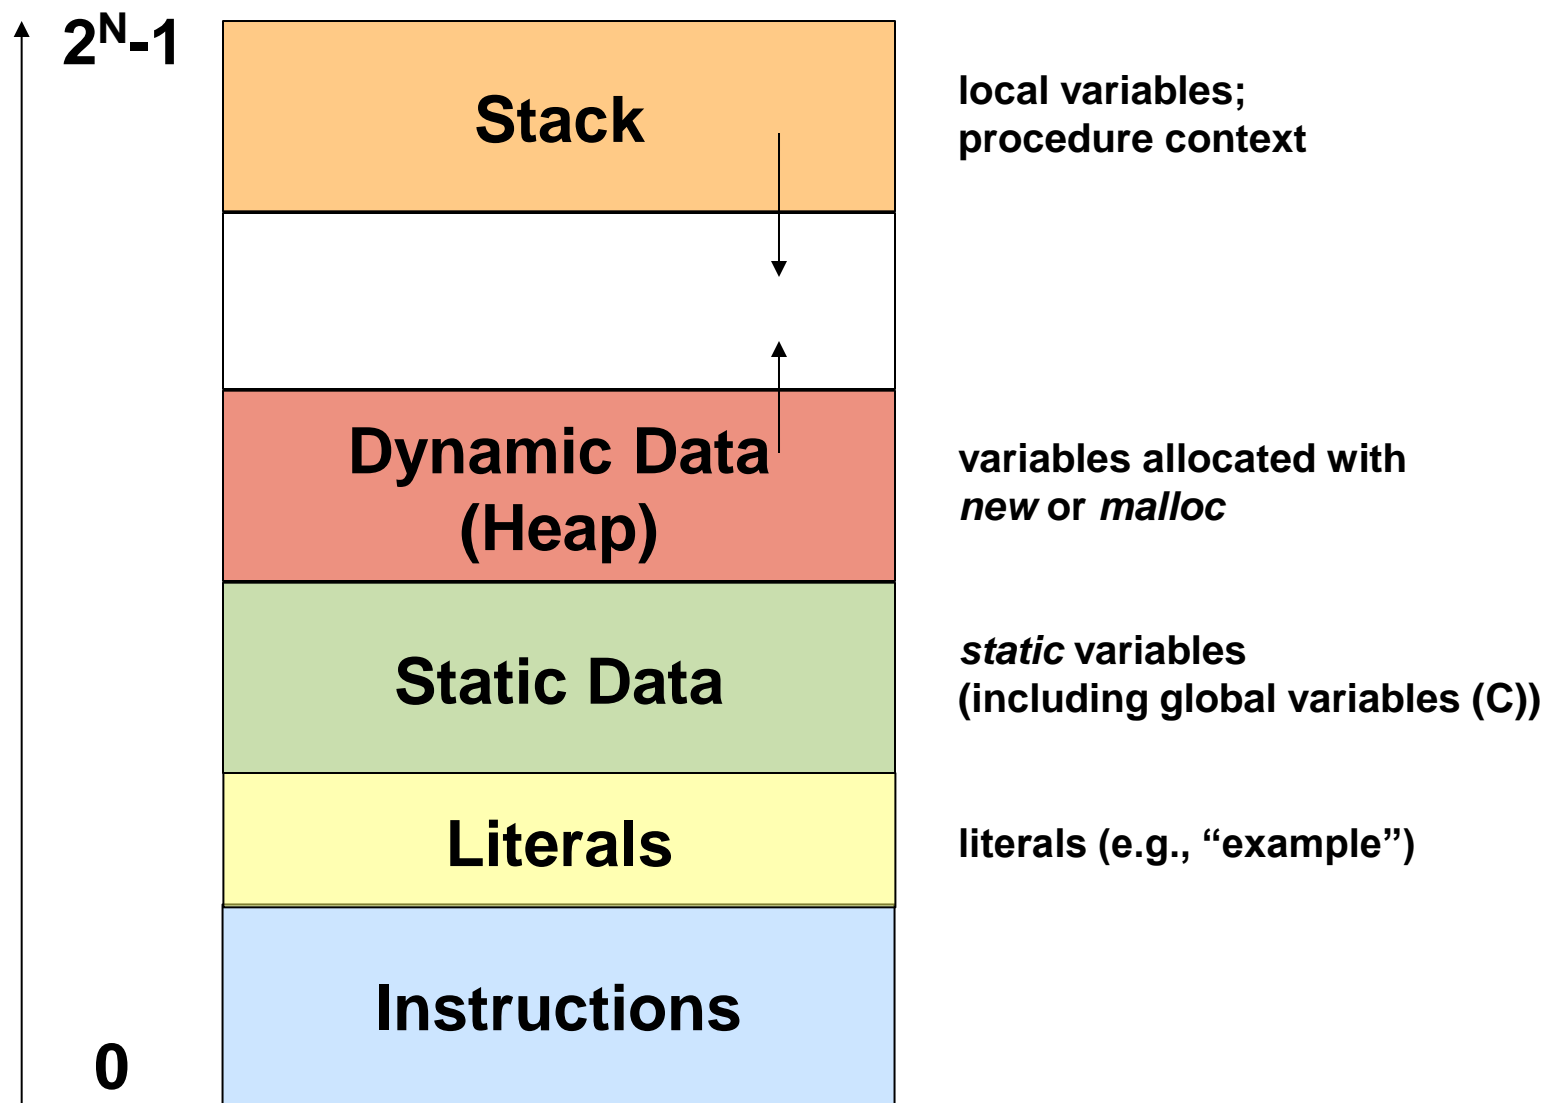 2ᴺ-1
Stack
local variables;
procedure context
Dynamic Data
(Heap)
variables allocated with
new or malloc
Static Data
static variables
(including global variables (C))
Literals
literals (e.g., “example”)
Instructions
0